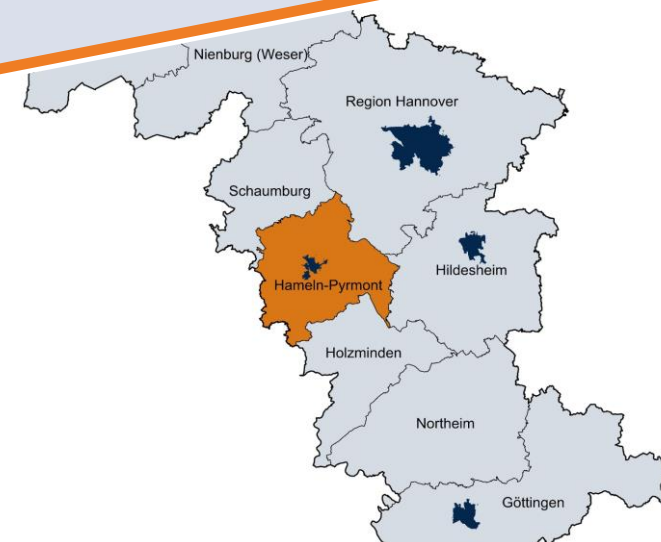 Nienburg (Weser)
Region Hannover
Schaumburg
Hildesheim
Hameln-Pyrmont
Holzminden
Northeim
Göttingen